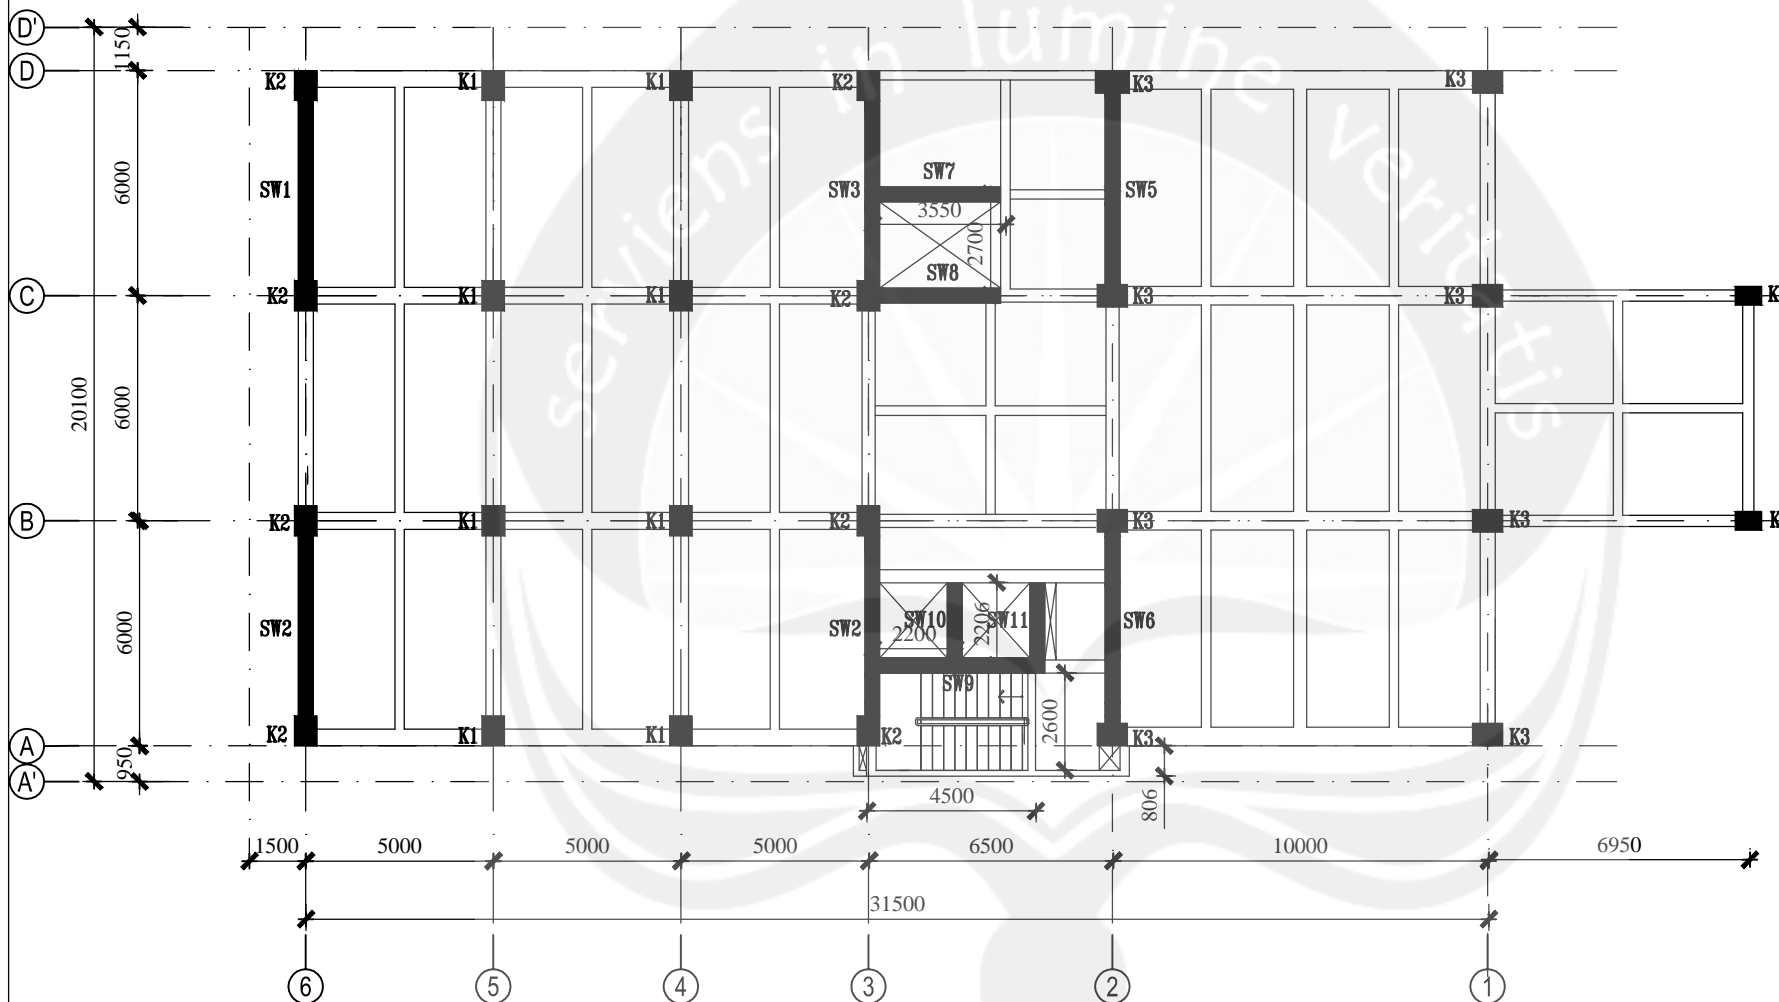 serviens in lumine veritatis
D'
1150
D
K2
K1
K1
K2
K3
K3
6000
SW1
SW3
SW7
SW5
3550
2700
SW8
C
K2
K1
K1
K2
K3
K3
K
20100
6000
B
K2
K1
K1
K2
K3
K3
K
6000
SW2
SW2
SW10
SW11
SW6
2200
2206
SW9
2600
A
K2
K1
K1
K2
K3
K3
950
A'
4500
806
1500
5000
5000
5000
6500
10000
6950
31500
6
5
4
3
2
1